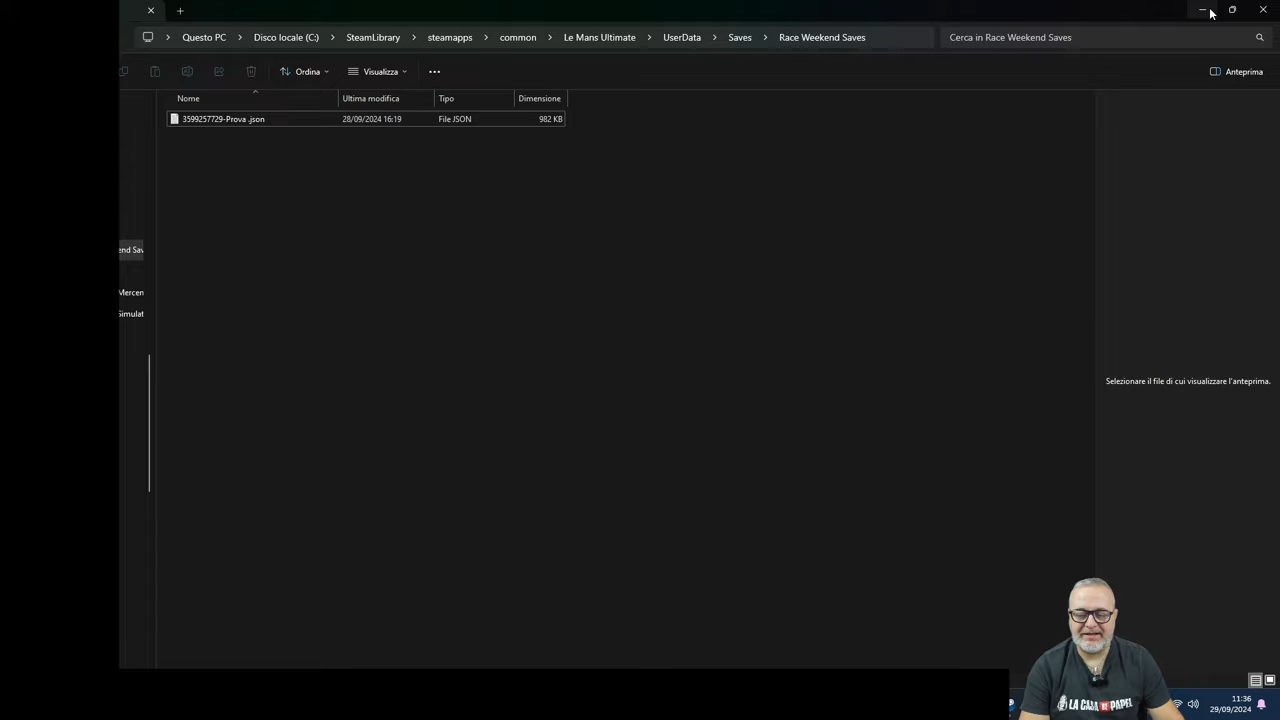 Questo PC > Disco locale (C:) > SteamLibrary > steamapps > common > Le Mans Ultimate > UserData > Saves > Race Weekend Saves
Cerca in Race Weekend Saves
Ordina
Visualizza
Anteprima
Nome Ultima modifica Tipo Dimensione
3599257729-Prova .json 28/09/2024 16:19 File JSON 982 KB
end Sav
Mercen
Simulat
Selezionare il file di cui visualizzare l'anteprima.
LA CASA DE PAPEL
11:36
29/09/2024